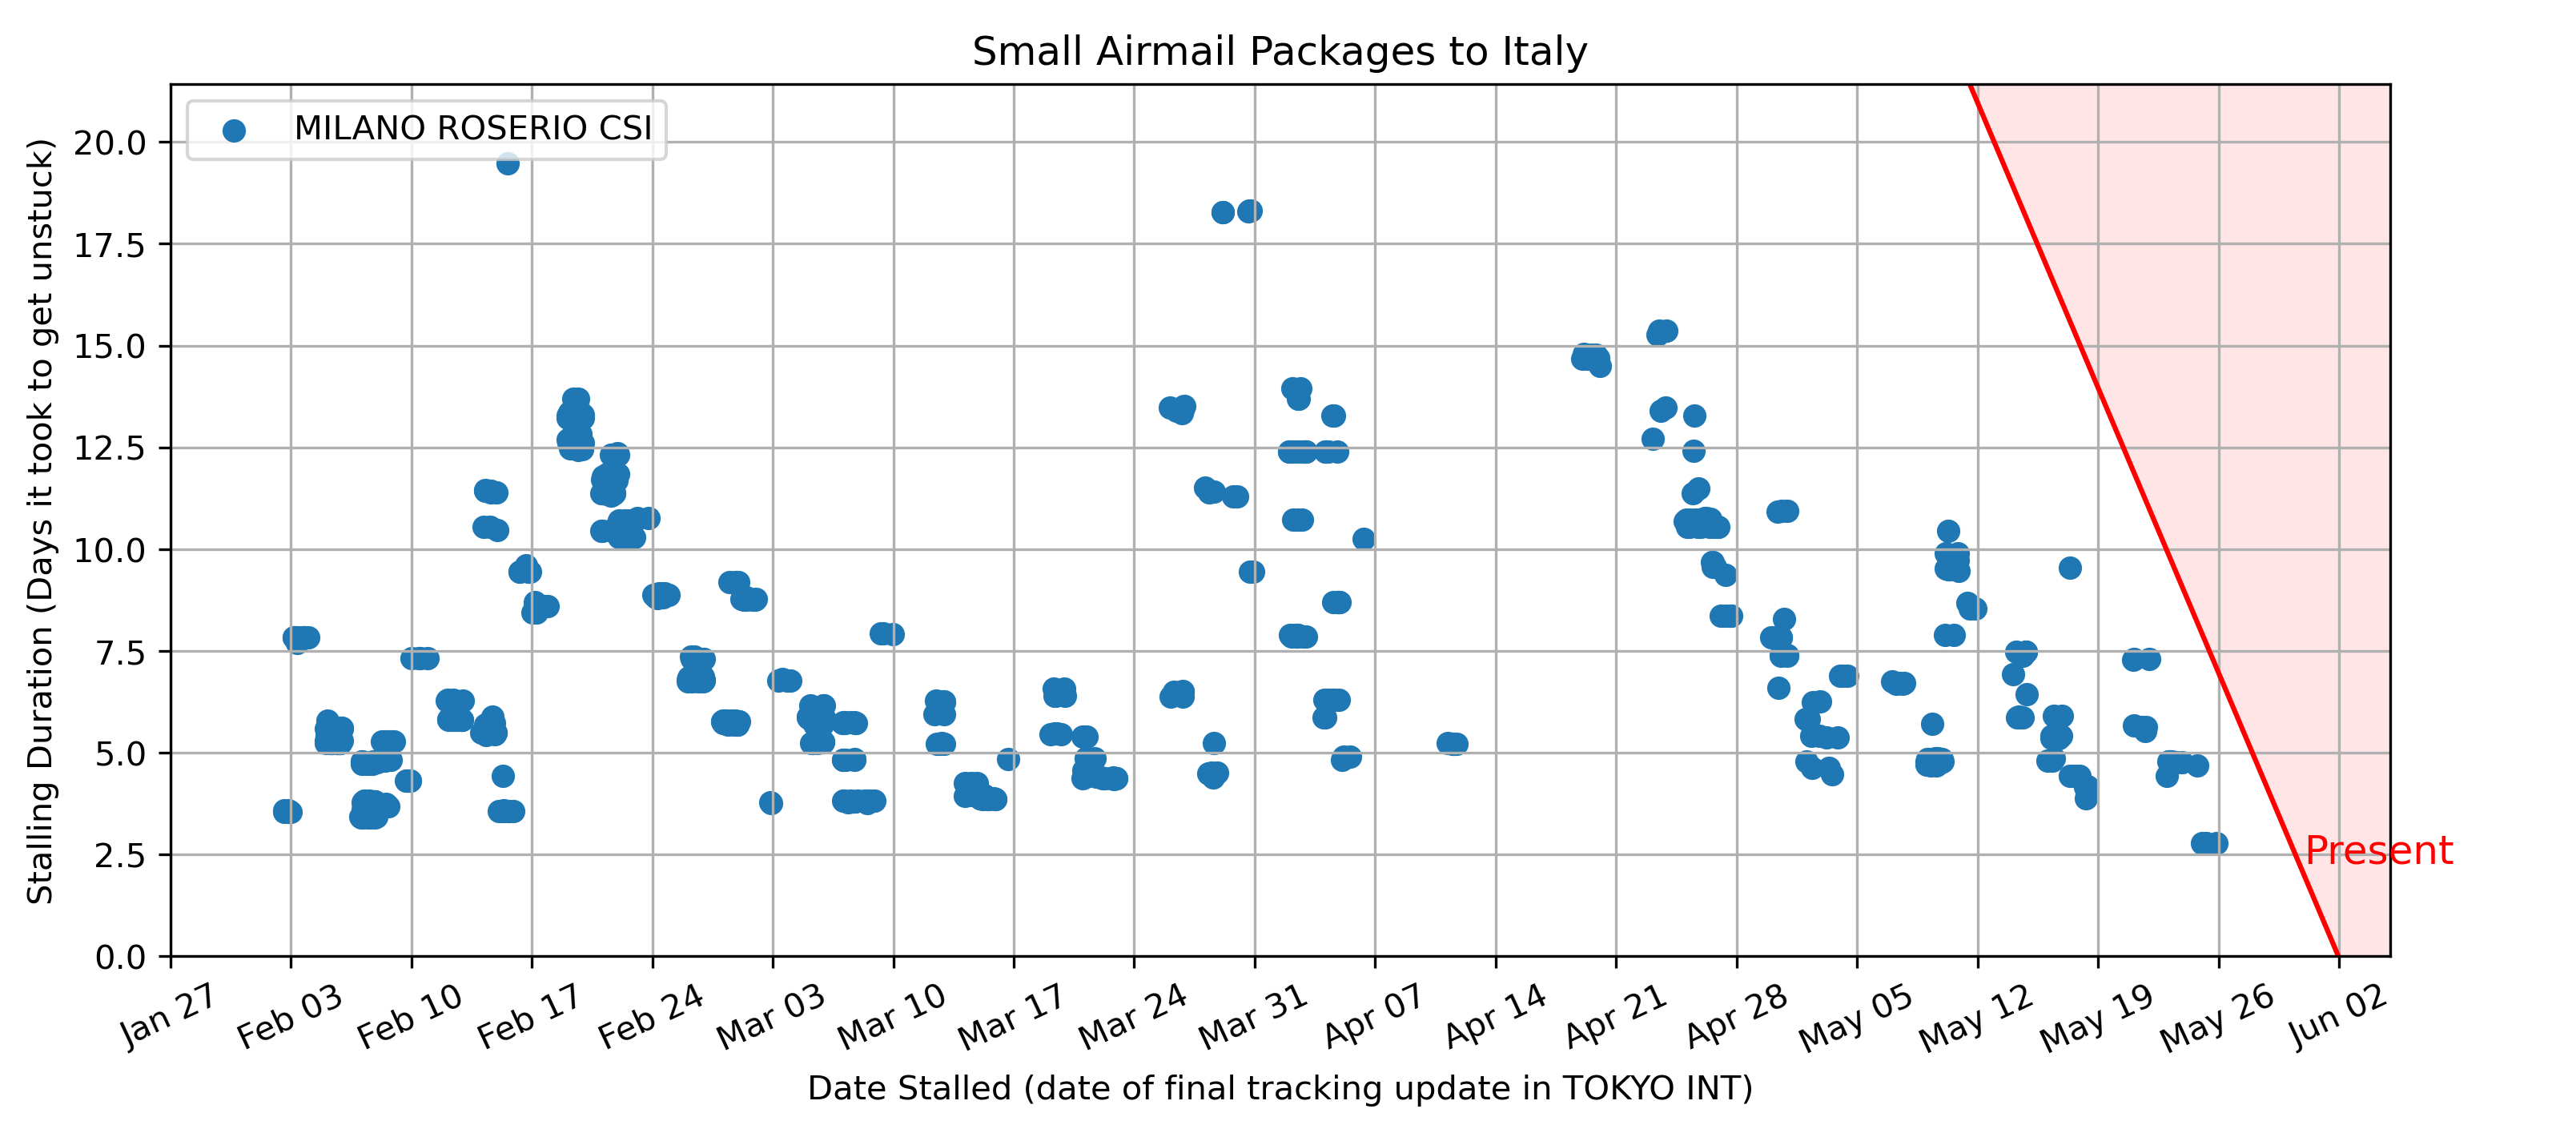 Small Airmail Packages to Italy
MILANO ROSERIO CSI
Stalling Duration (Days it took to get unstuck)
20.0
17.5
15.0
12.5
10.0
7.5
5.0
2.5
0.0
Present
Jan 27
Feb 03
Feb 10
Feb 17
Feb 24
Mar 03
Mar 10
Mar 17
Mar 24
Mar 31
Apr 07
Apr 14
Apr 21
Apr 28
May 05
May 12
May 19
May 26
Jun 02
Date Stalled (date of final tracking update in TOKYO INT)